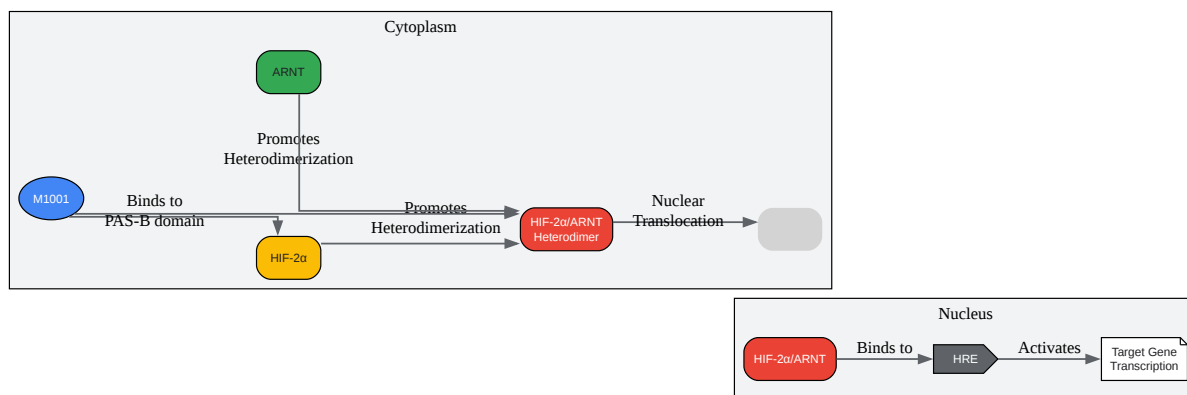 Cytoplasm
ARNT
Promotes
Heterodimerization
M1001
Binds to
PAS-B domain
HIF-2α
Promotes
Heterodimerization
HIF-2α/ARNT
Heterodimer
Nuclear
Translocation
Nucleus
HIF-2α/ARNT
Binds to
HRE
Activates
Target Gene
Transcription